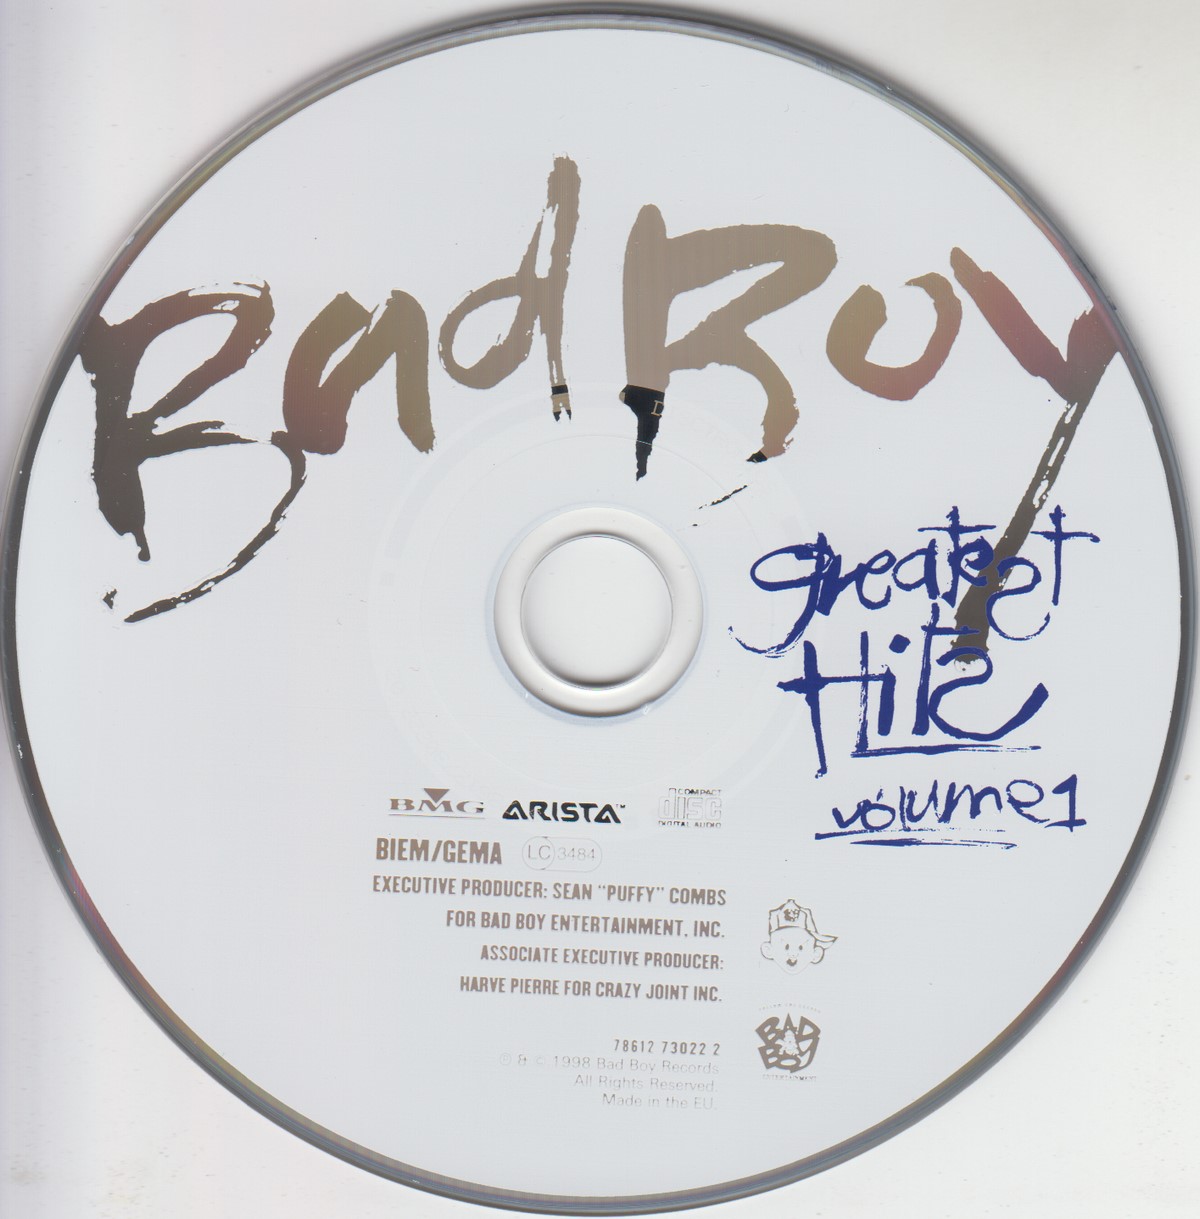 Bad Boy
greatest
Hits
volume 1
BMG ARISTA™ COMPACT disc DIGITAL AUDIO
BIEM/GEMA LC 3484
EXECUTIVE PRODUCER: SEAN "PUFFY" COMBS
FOR BAD BOY ENTERTAINMENT, INC.
ASSOCIATE EXECUTIVE PRODUCER:
HARVE PIERRE FOR CRAZY JOINT INC.
BAD
BOY
ENTERTAINMENT
78612 73022 2
℗ & © 1998 Bad Boy Records
All Rights Reserved.
Made in the EU.